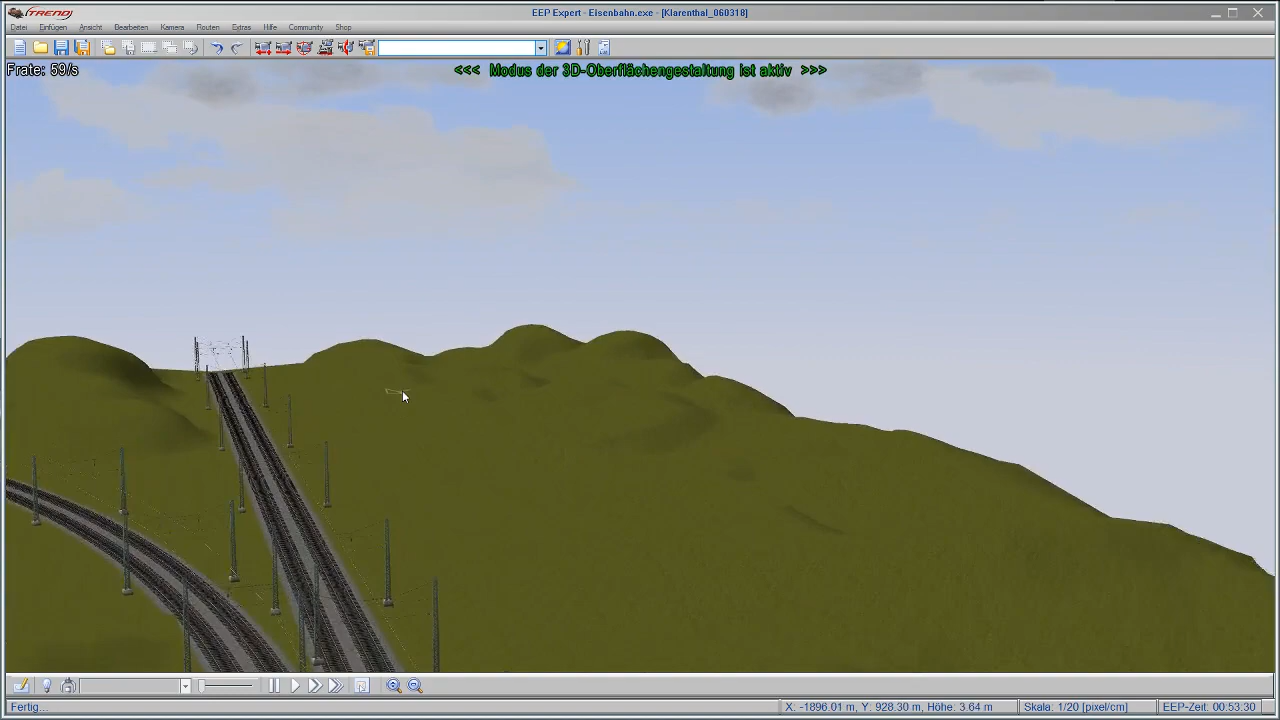 TREND
EEP Expert - Eisenbahn.exe - [Klarenthal_060318]
Datei Einfügen Ansicht Bearbeiten Kamera Routen Extras Hilfe Community Shop
Frate: 59/s
<<< Modus der 3D-Oberflächengestaltung ist aktiv >>>
Fertig...
X: -1896.01 m, Y: 928.30 m, Höhe: 3.64 m
Skala: 1/20 [pixel/cm]
EEP-Zeit: 00:53:30